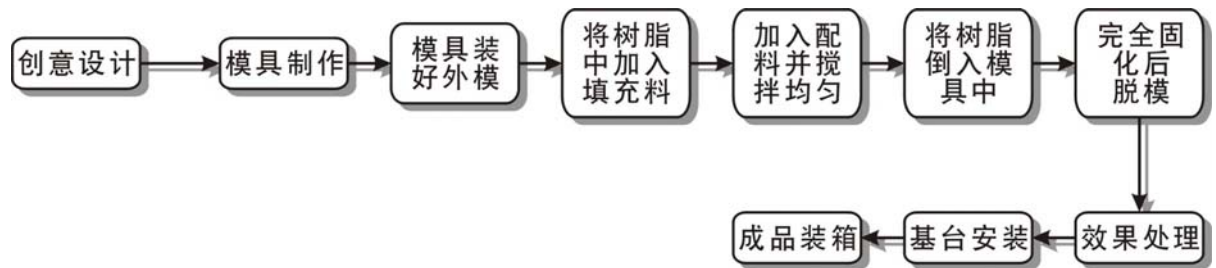 创意设计
模具制作
模具装
好外模
将树脂
中加入
填充料
加入配
料并搅
拌均匀
将树脂
倒入模
具中
完全固
化后
脱模
效果处理
基台安装
成品装箱